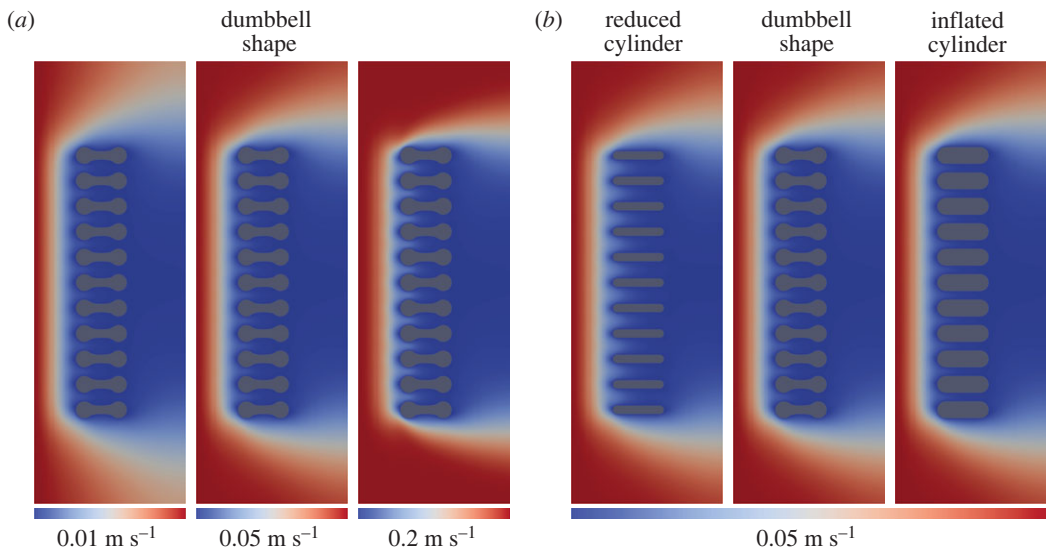 (a)
dumbbell
shape
0.01 m s⁻¹
0.05 m s⁻¹
0.2 m s⁻¹
(b)
reduced
cylinder
dumbbell
shape
inflated
cylinder
0.05 m s⁻¹